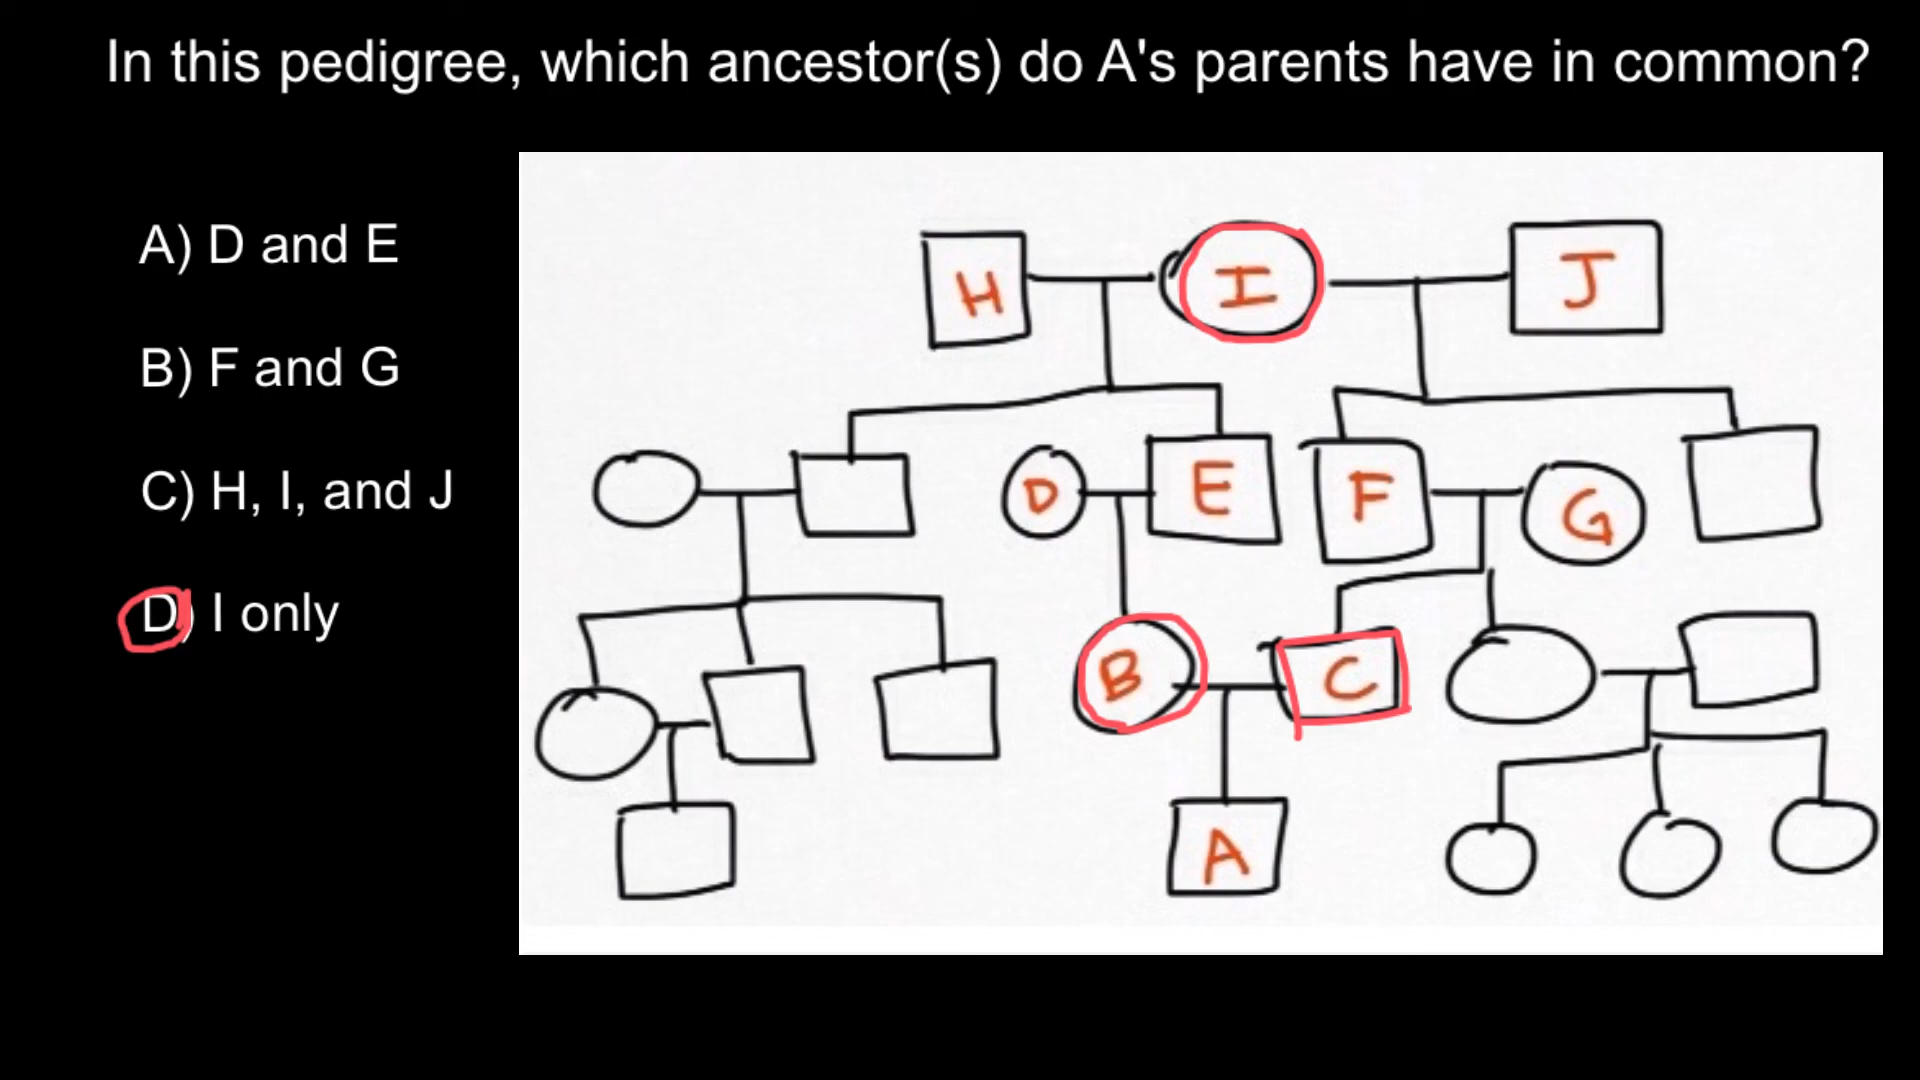 In this pedigree, which ancestor(s) do A's parents have in common?
A) D and E
B) F and G
C) H, I, and J
D) I only
H
I
J
D
E
F
G
B
C
A